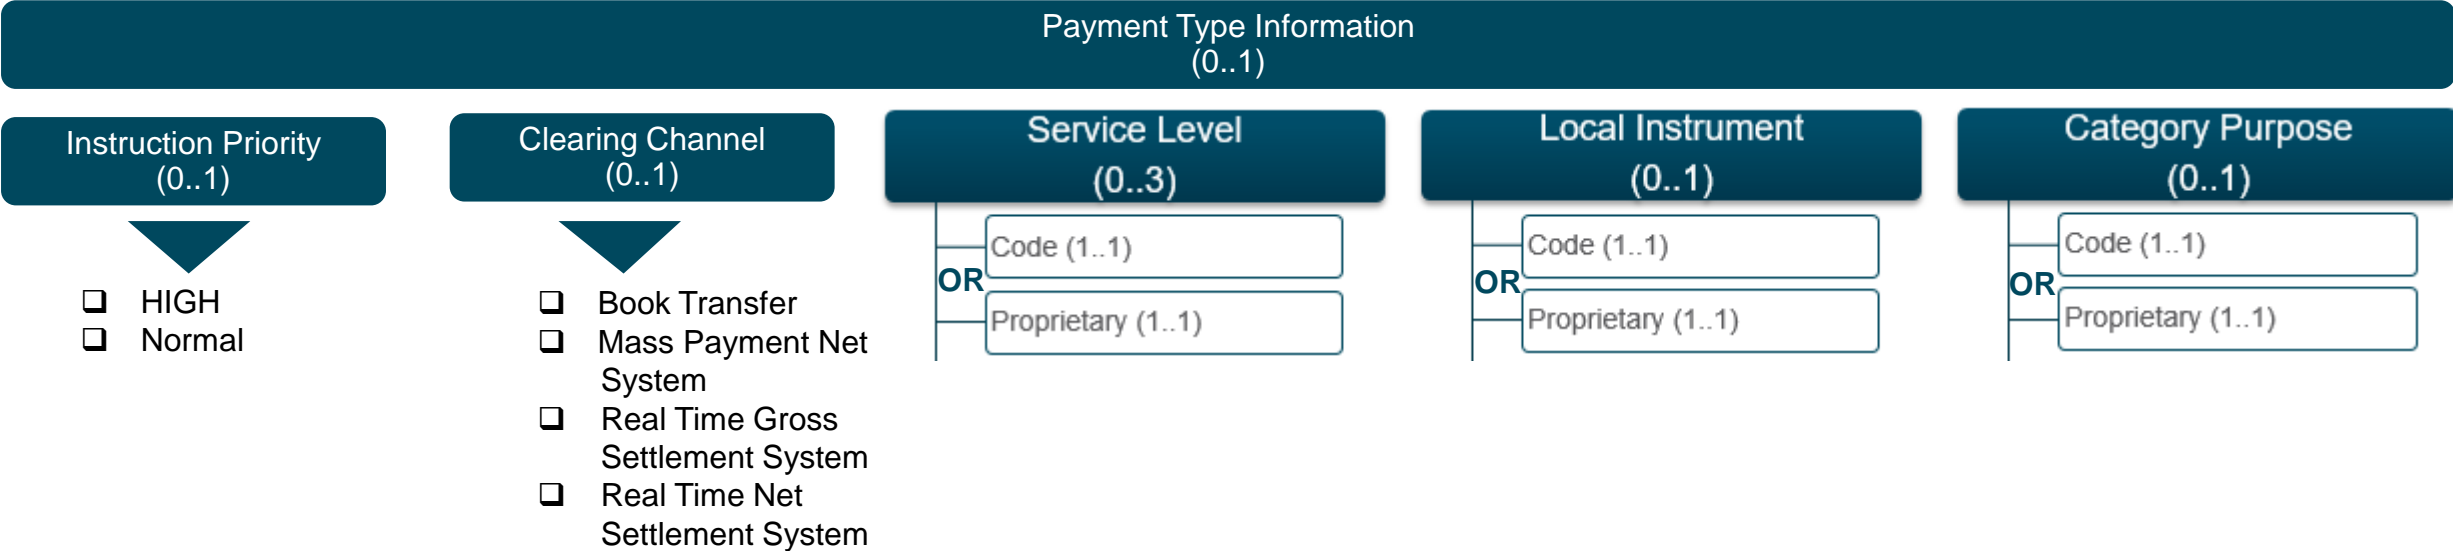 Payment Type Information
(0..1)
Instruction Priority
(0..1)
HIGH
Normal
Clearing Channel
(0..1)
Book Transfer
Mass Payment Net
System
Real Time Gross
Settlement System
Real Time Net
Settlement System
Service Level
(0..3)
Code (1..1)
OR
Proprietary (1..1)
Local Instrument
(0..1)
Code (1..1)
OR
Proprietary (1..1)
Category Purpose
(0..1)
Code (1..1)
OR
Proprietary (1..1)